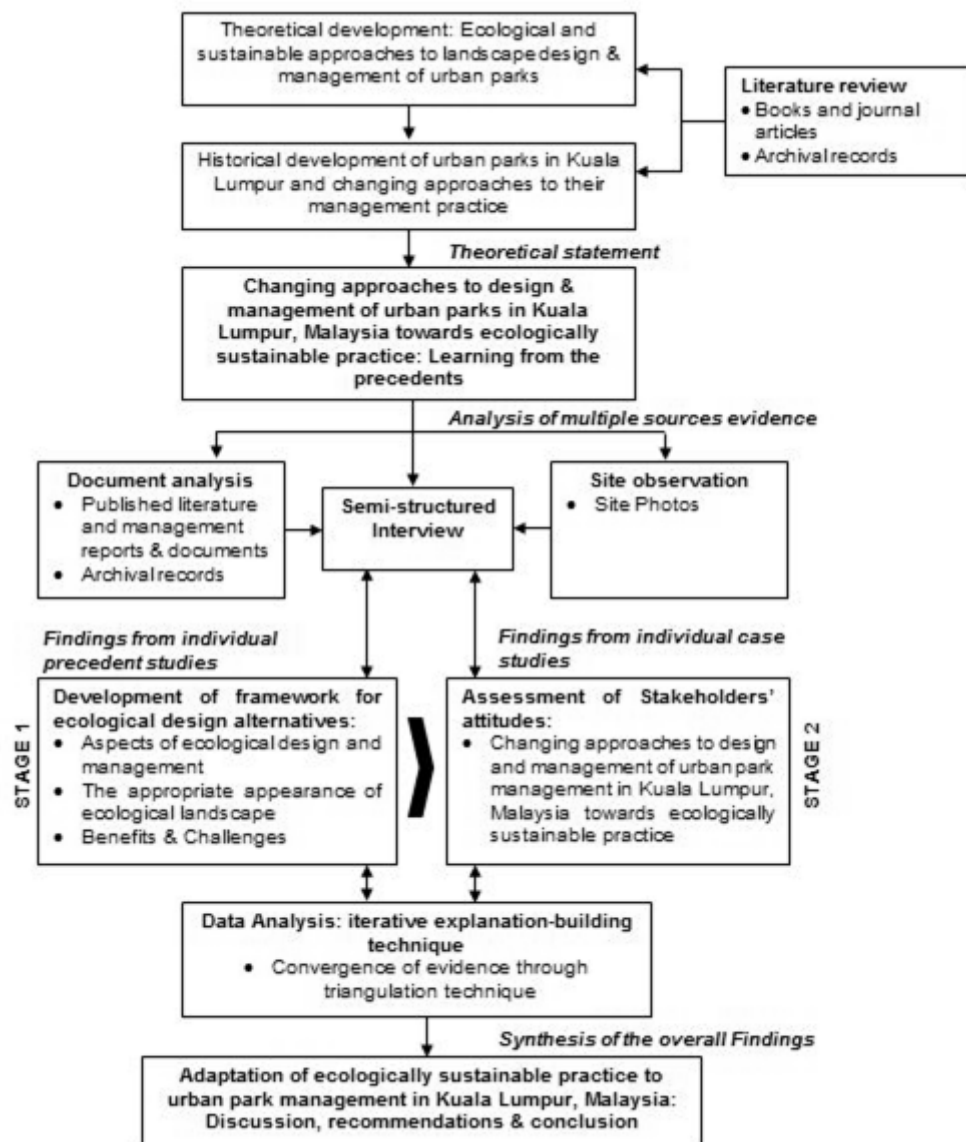 Theoretical development: Ecological and
sustainable approaches to landscape design &
management of urban parks
Literature review
• Books and journal
articles
• Archival records
Historical development of urban parks in Kuala
Lumpur and changing approaches to their
management practice
Theoretical statement
Changing approaches to design &
management of urban parks in Kuala
Lumpur, Malaysia towards ecologically
sustainable practice: Learning from the
precedents
Analysis of multiple sources evidence
Document analysis
• Published literature
and management
reports & documents
• Archival records
Semi-structured
Interview
Site observation
• Site Photos
Findings from individual
precedent studies
Findings from individual case
studies
STAGE 1
Development of framework for
ecological design alternatives:
• Aspects of ecological design and
management
• The appropriate appearance of
ecological landscape
• Benefits & Challenges
Assessment of Stakeholders'
attitudes:
• Changing approaches to design
and management of urban park
management in Kuala Lumpur,
Malaysia towards ecologically
sustainable practice
STAGE 2
Data Analysis: iterative explanation-building
technique
• Convergence of evidence through
triangulation technique
Synthesis of the overall Findings
Adaptation of ecologically sustainable practice to
urban park management in Kuala Lumpur, Malaysia:
Discussion, recommendations & conclusion